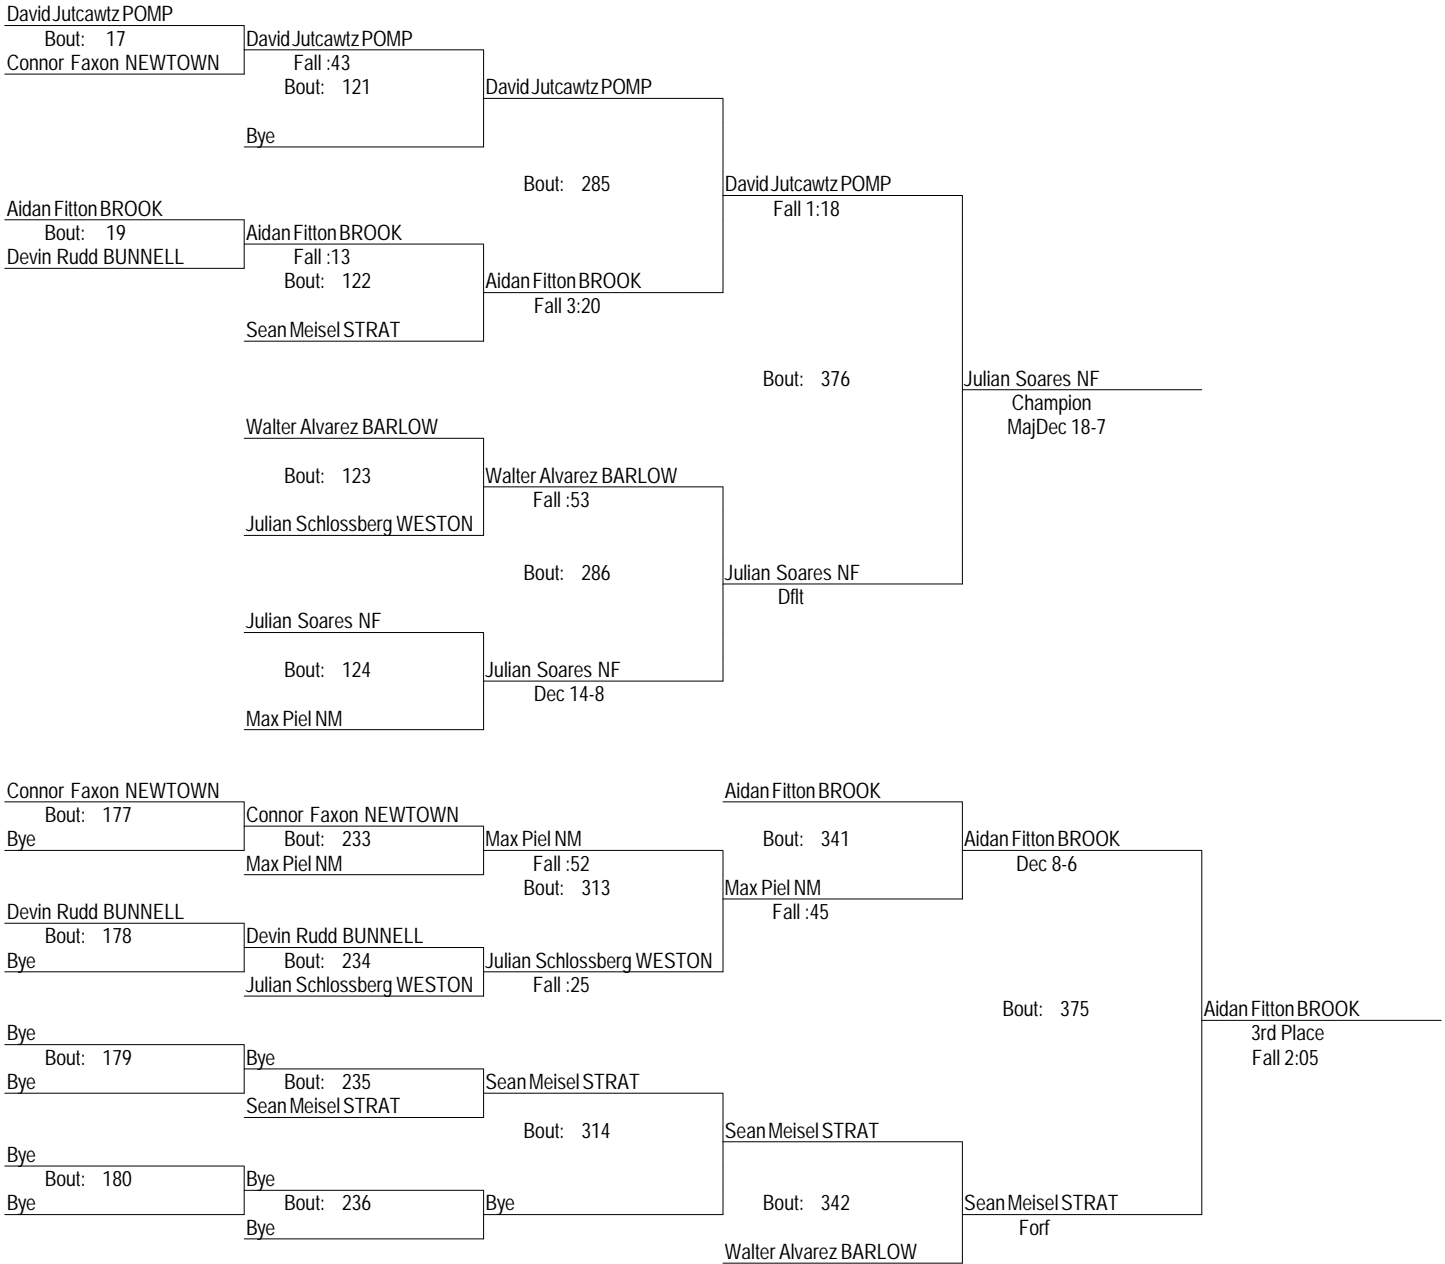 David Jutcawtz POMP
Bout: 17 David Jutcawtz POMP
Connor Faxon NEWTOWN Fall :43
Bout: 121 David Jutcawtz POMP
Bye
Bout: 285 David Jutcawtz POMP
Aidan Fitton BROOK Fall 1:18
Bout: 19 Aidan Fitton BROOK
Devin Rudd BUNNELL Fall :13
Bout: 122 Aidan Fitton BROOK
Fall 3:20
Sean Meisel STRAT
Bout: 376 Julian Soares NF
Champion
Walter Alvarez BARLOW MajDec 18-7
Bout: 123 Walter Alvarez BARLOW
Fall :53
Julian Schlossberg WESTON
Bout: 286 Julian Soares NF
Dflt
Julian Soares NF
Bout: 124 Julian Soares NF
Dec 14-8
Max Piel NM
Connor Faxon NEWTOWN Aidan Fitton BROOK
Bout: 177 Connor Faxon NEWTOWN
Bye Bout: 233 Max Piel NM Bout: 341 Aidan Fitton BROOK
Max Piel NM Fall :52 Dec 8-6
Bout: 313 Max Piel NM
Devin Rudd BUNNELL Fall :45
Bout: 178 Devin Rudd BUNNELL
Bye Bout: 234 Julian Schlossberg WESTON
Julian Schlossberg WESTON Fall :25
Bout: 375 Aidan Fitton BROOK
Bye 3rd Place
Bout: 179 Bye Fall 2:05
Bye Bout: 235 Sean Meisel STRAT
Sean Meisel STRAT
Bout: 314 Sean Meisel STRAT
Bye
Bout: 180 Bye
Bye Bout: 236 Bye Bout: 342 Sean Meisel STRAT
Bye Forf
Walter Alvarez BARLOW